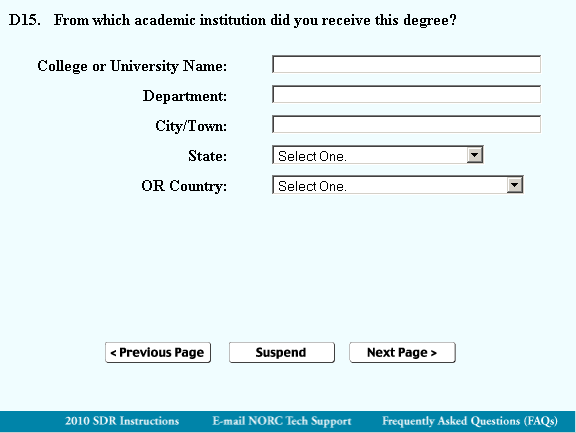 D15. From which academic institution did you receive this degree?
College or University Name:
Department:
City/Town:
State: Select One.
OR Country: Select One.
< Previous Page Suspend Next Page >
2010 SDR Instructions E-mail NORC Tech Support Frequently Asked Questions (FAQs)